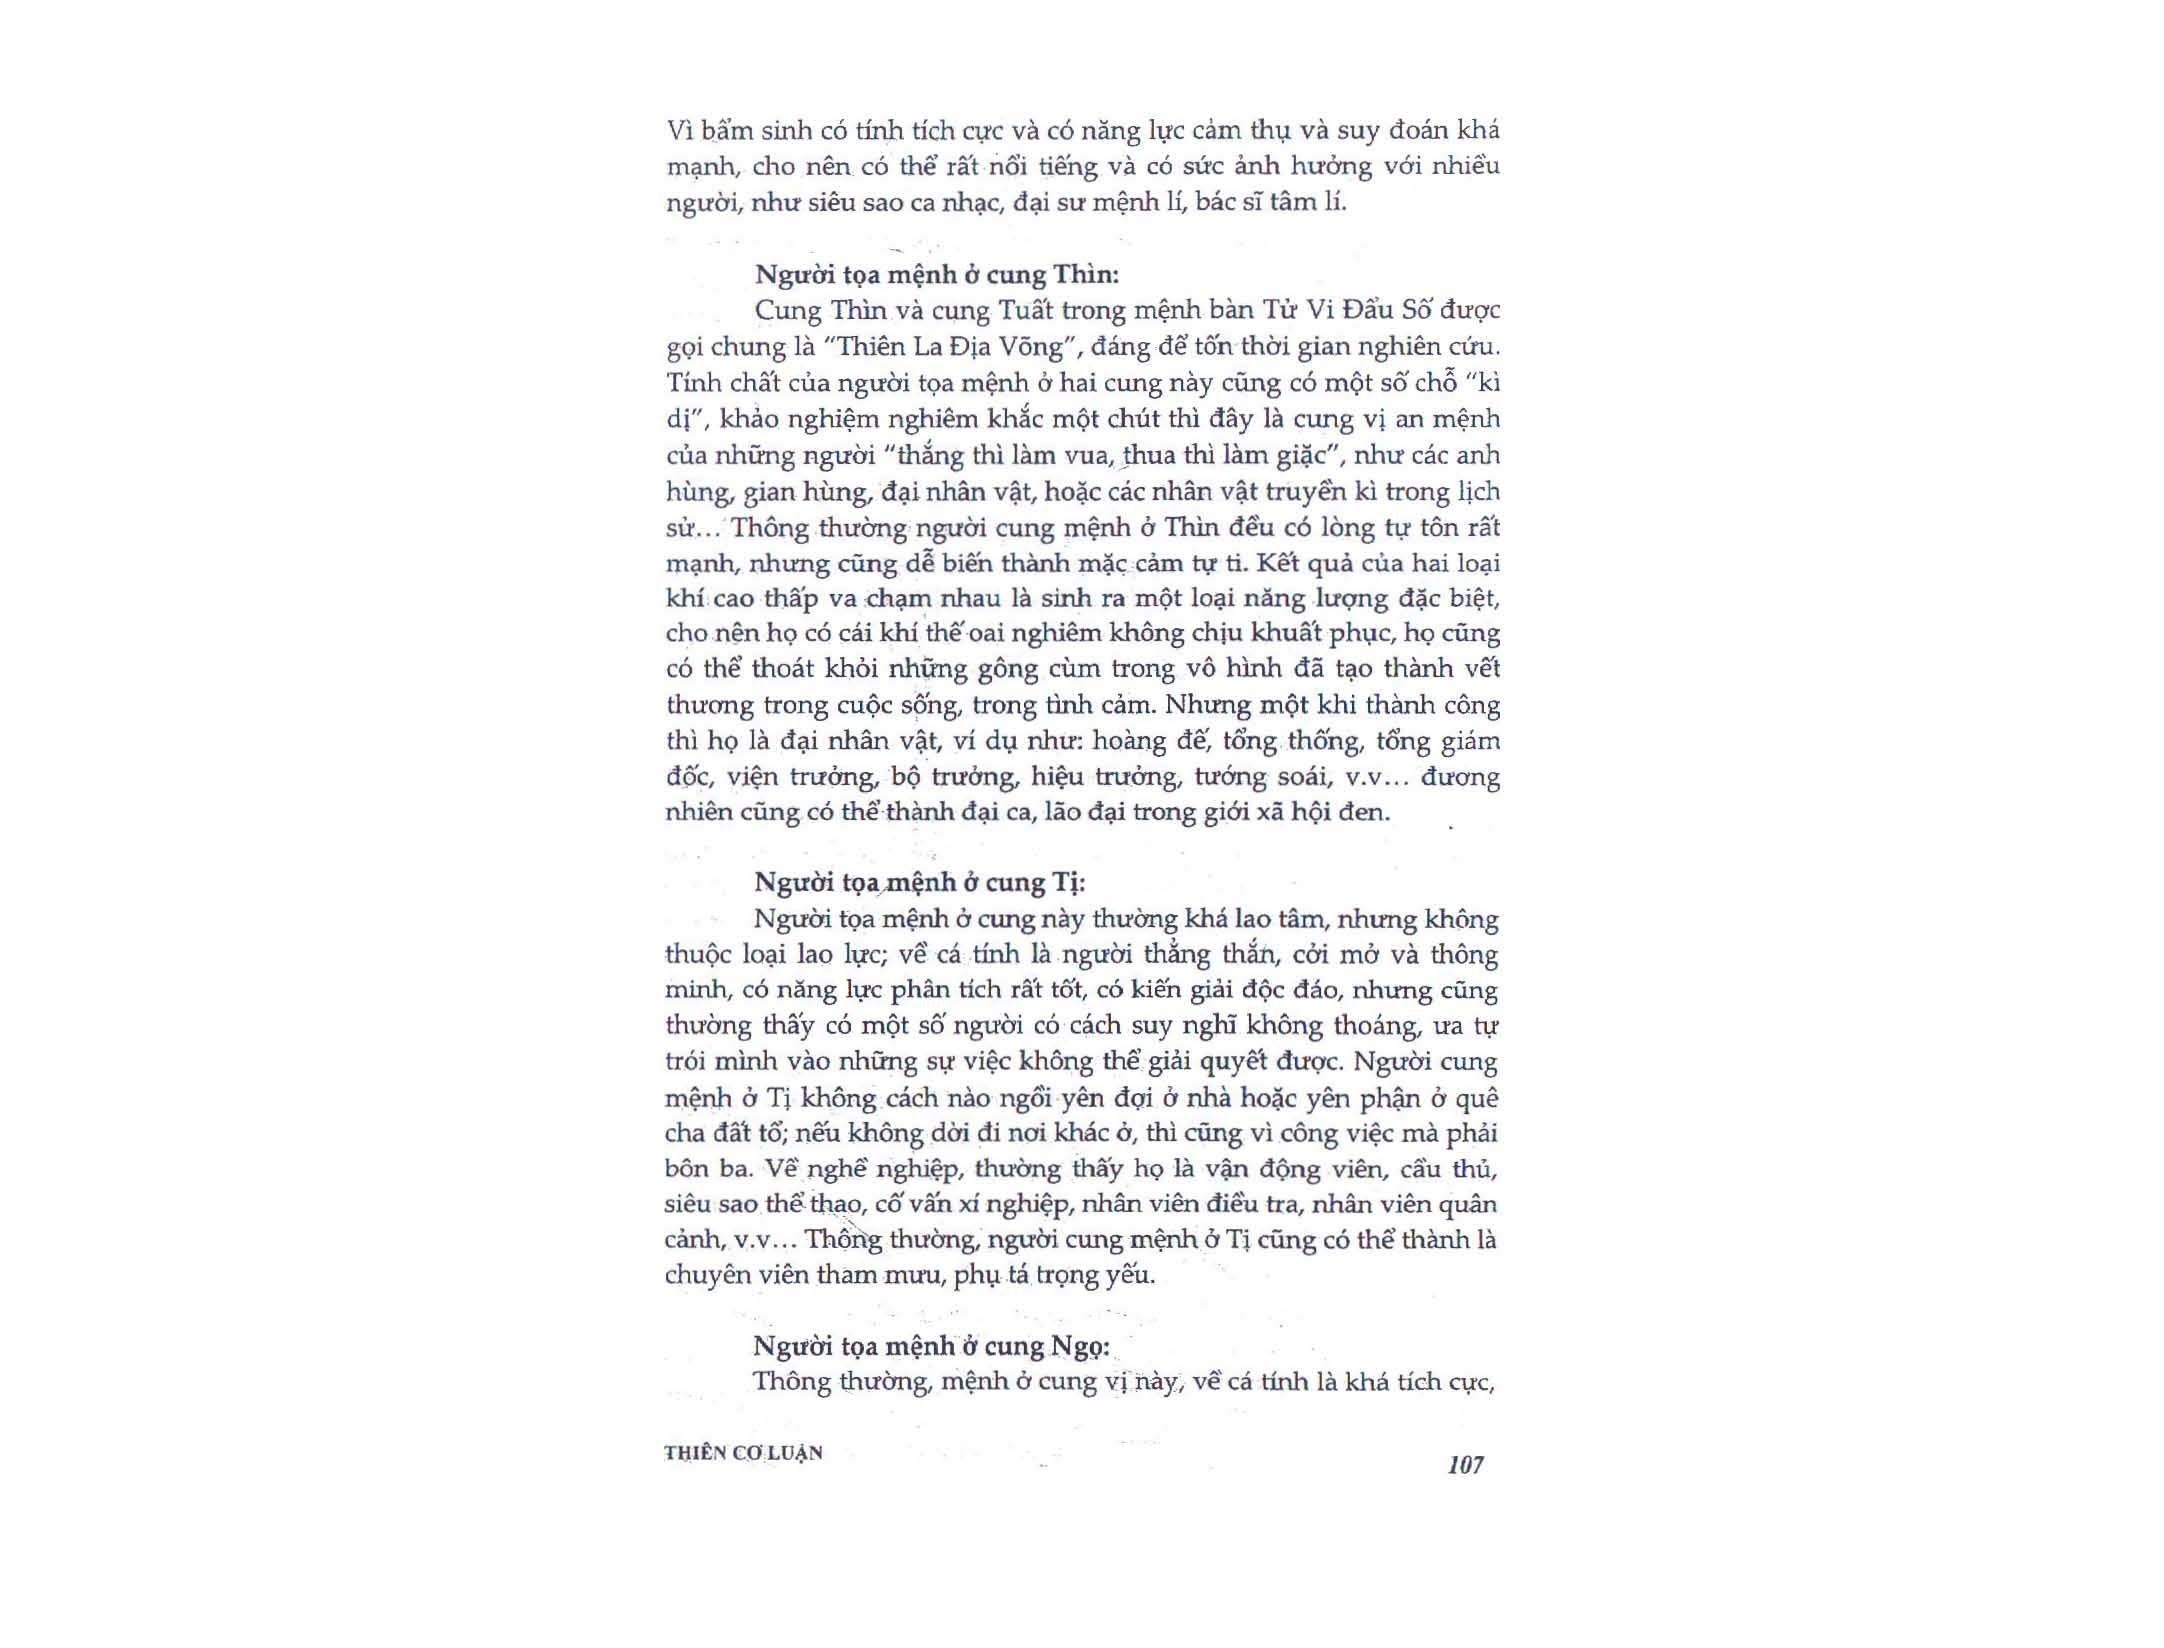 Vì bẩm sinh có tính tích cực và có năng lực cảm thụ và suy đoán khá
mạnh, cho nên có thể rất nổi tiếng và có sức ảnh hưởng với nhiều
người, như siêu sao ca nhạc, đại sư mệnh lí, bác sĩ tâm lí.
Người tọa mệnh ở cung Thìn:
Cung Thìn và cung Tuất trong mệnh bàn Tử Vi Đẩu Số được
gọi chung là "Thiên La Địa Võng", đáng để tốn thời gian nghiên cứu.
Tính chất của người tọa mệnh ở hai cung này cũng có một số chỗ "kì
dị", khảo nghiệm nghiêm khắc một chút thì đây là cung vị an mệnh
của những người "thắng thì làm vua, thua thì làm giặc", như các anh
hùng, gian hùng, đại nhân vật, hoặc các nhân vật truyền kì trong lịch
sử... Thông thường người cung mệnh ở Thìn đều có lòng tự tôn rất
mạnh, nhưng cũng dễ biến thành mặc cảm tự ti. Kết quả của hai loại
khí cao thấp va chạm nhau là sinh ra một loại năng lượng đặc biệt,
cho nên họ có cái khí thế oai nghiêm không chịu khuất phục, họ cũng
có thể thoát khỏi những gông cùm trong vô hình đã tạo thành vết
thương trong cuộc sống, trong tình cảm. Nhưng một khi thành công
thì họ là đại nhân vật, ví dụ như: hoàng đế, tổng thống, tổng giám
đốc, viện trưởng, bộ trưởng, hiệu trưởng, tướng soái, v.v... đương
nhiên cũng có thể thành đại ca, lão đại trong giới xã hội đen.
Người tọa mệnh ở cung Tị:
Người tọa mệnh ở cung này thường khá lao tâm, nhưng không
thuộc loại lao lực; về cá tính là người thẳng thắn, cởi mở và thông
minh, có năng lực phân tích rất tốt, có kiến giải độc đáo, nhưng cũng
thường thấy có một số người có cách suy nghĩ không thoáng, ưa tự
trói mình vào những sự việc không thể giải quyết được. Người cung
mệnh ở Tị không cách nào ngồi yên đợi ở nhà hoặc yên phận ở quê
cha đất tổ; nếu không dời đi nơi khác ở, thì cũng vì công việc mà phải
bôn ba. Về nghề nghiệp, thường thấy họ là vận động viên, cầu thủ,
siêu sao thể thao, cố vấn xí nghiệp, nhân viên điều tra, nhân viên quân
cảnh, v.v... Thông thường, người cung mệnh ở Tị cũng có thể thành là
chuyên viên tham mưu, phụ tá trọng yếu.
Người tọa mệnh ở cung Ngọ:
Thông thường, mệnh ở cung vị này, về cá tính là khá tích cực,
THIÊN CƠ LUẬN
107